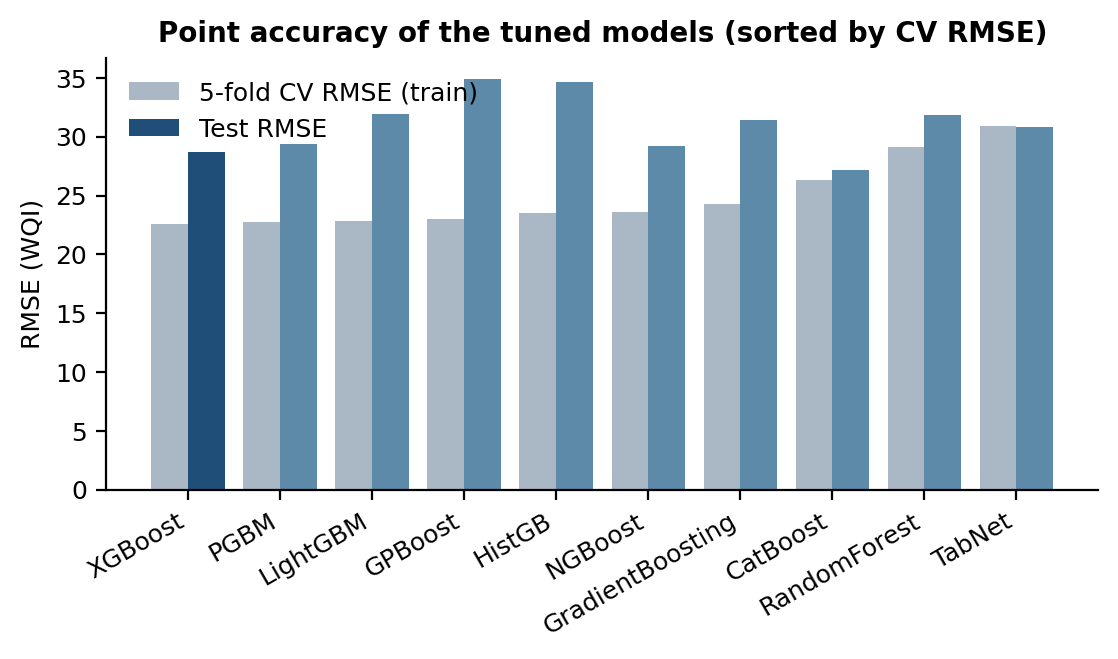 Point accuracy of the tuned models (sorted by CV RMSE)
5-fold CV RMSE (train)
Test RMSE
RMSE (WQI)
35
30
25
20
15
10
5
0
XGBoost
PGBM
LightGBM
GPBoost
HistGB
NGBoost
GradientBoosting
CatBoost
RandomForest
TabNet